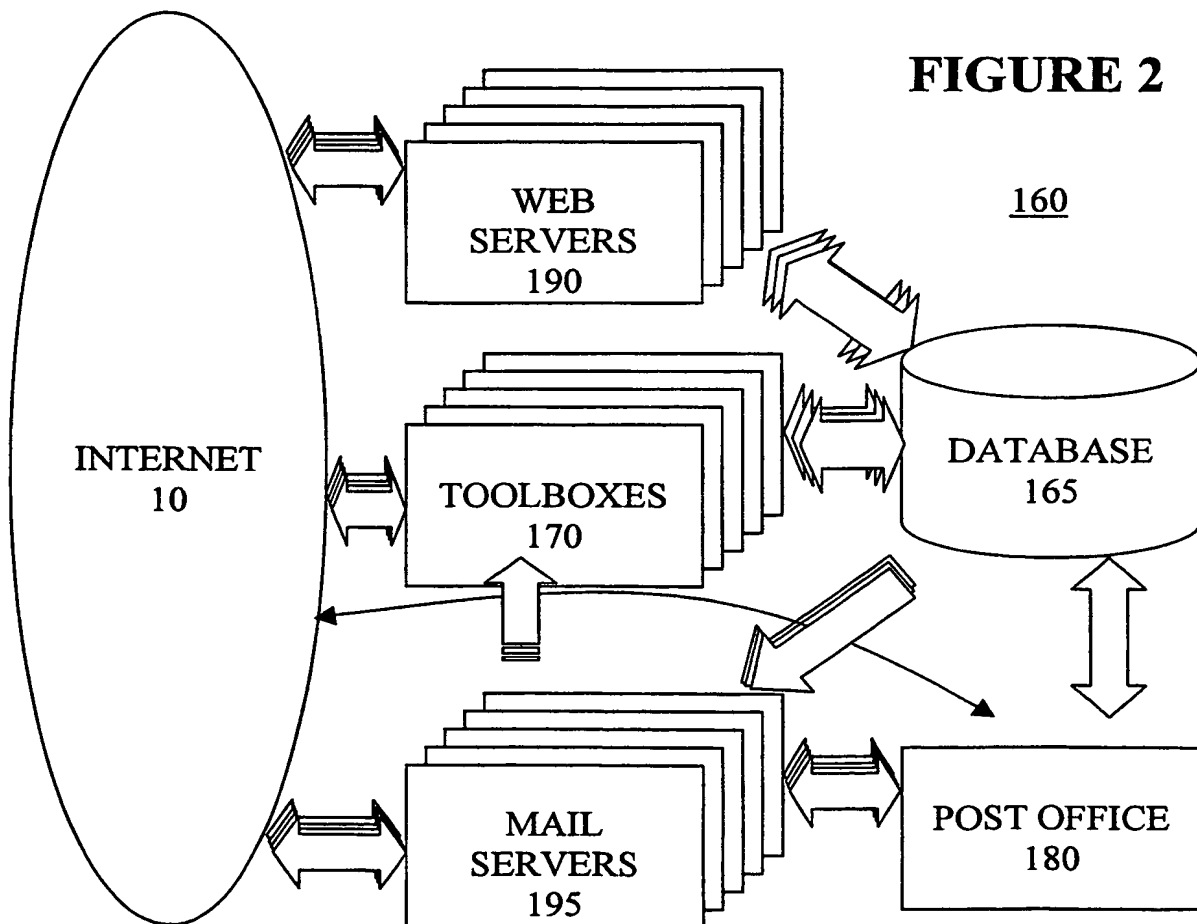 FIGURE 2
160
WEB
SERVERS
190
INTERNET
10
TOOLBOXES
170
DATABASE
165
MAIL
SERVERS
195
POST OFFICE
180